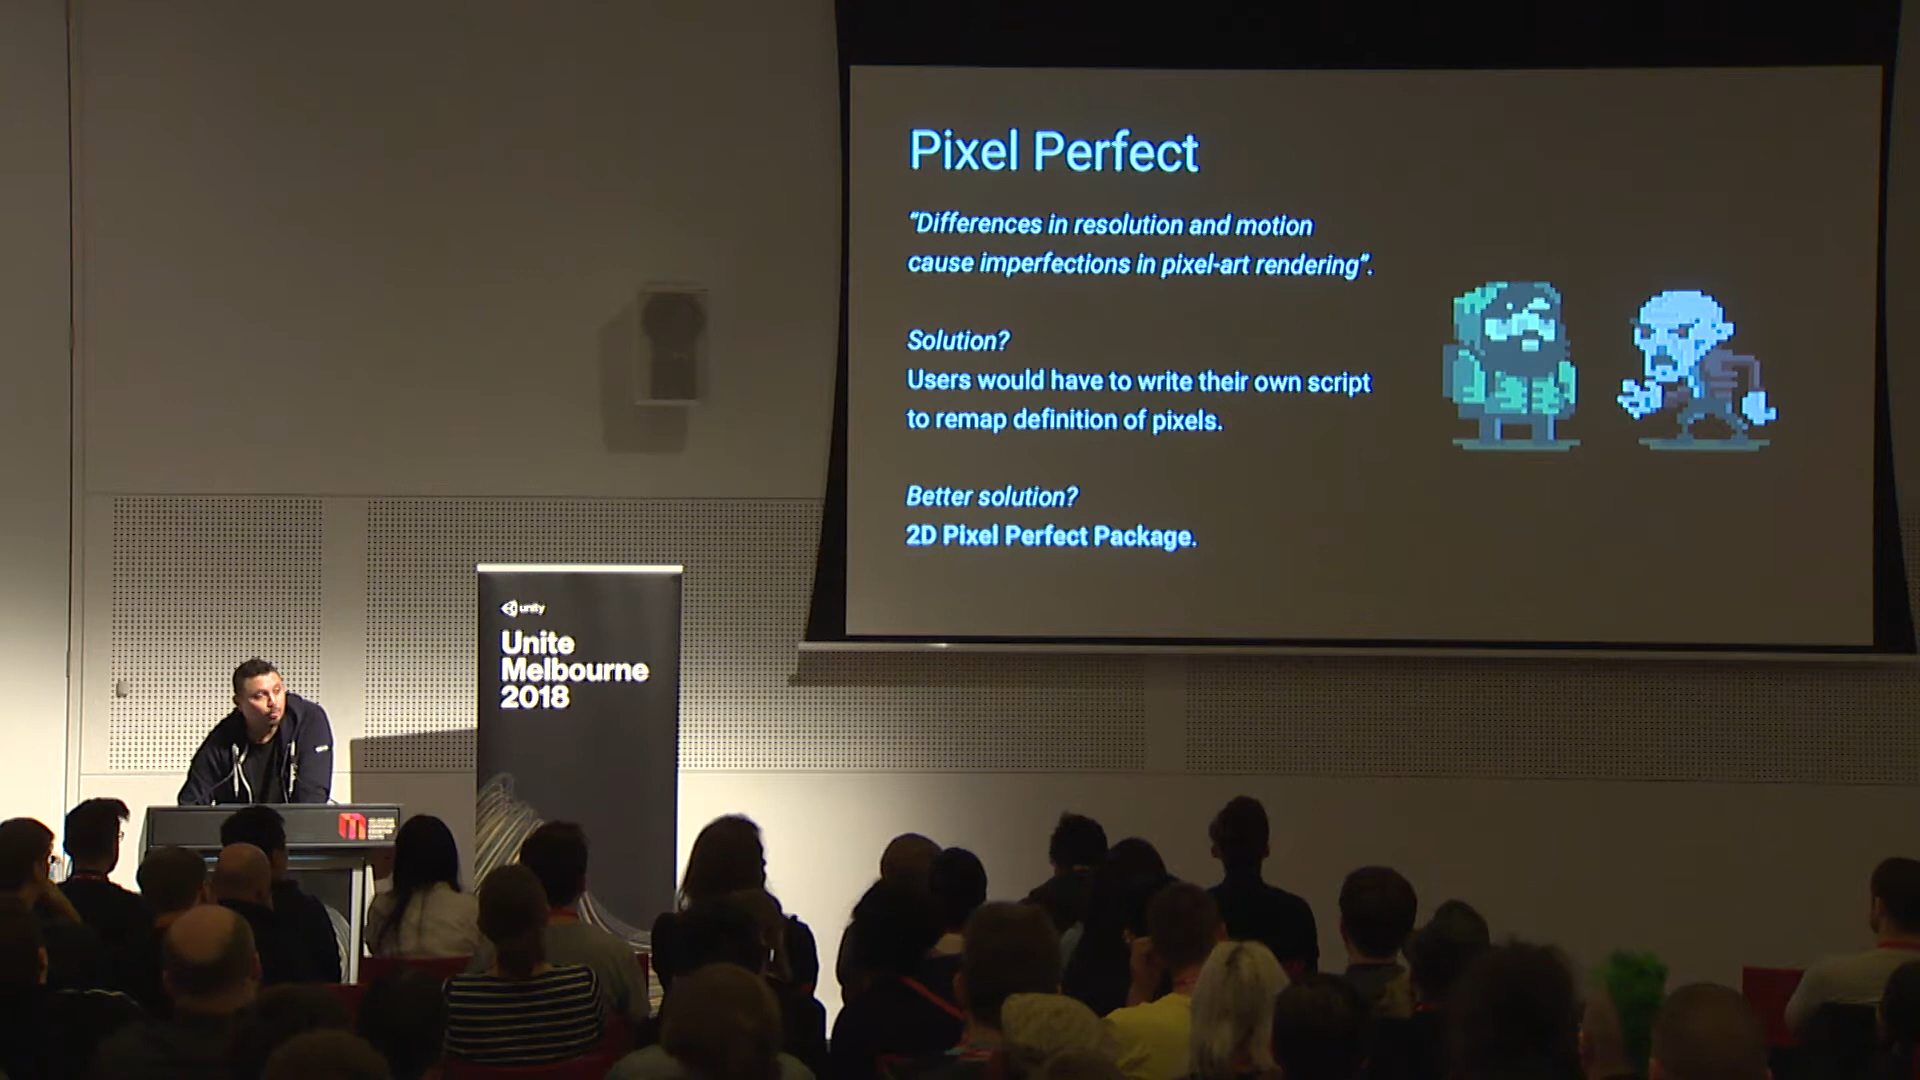 Pixel Perfect
“Differences in resolution and motion
cause imperfections in pixel-art rendering”.
Solution?
Users would have to write their own script
to remap definition of pixels.
Better solution?
2D Pixel Perfect Package.
unity
Unite
Melbourne
2018